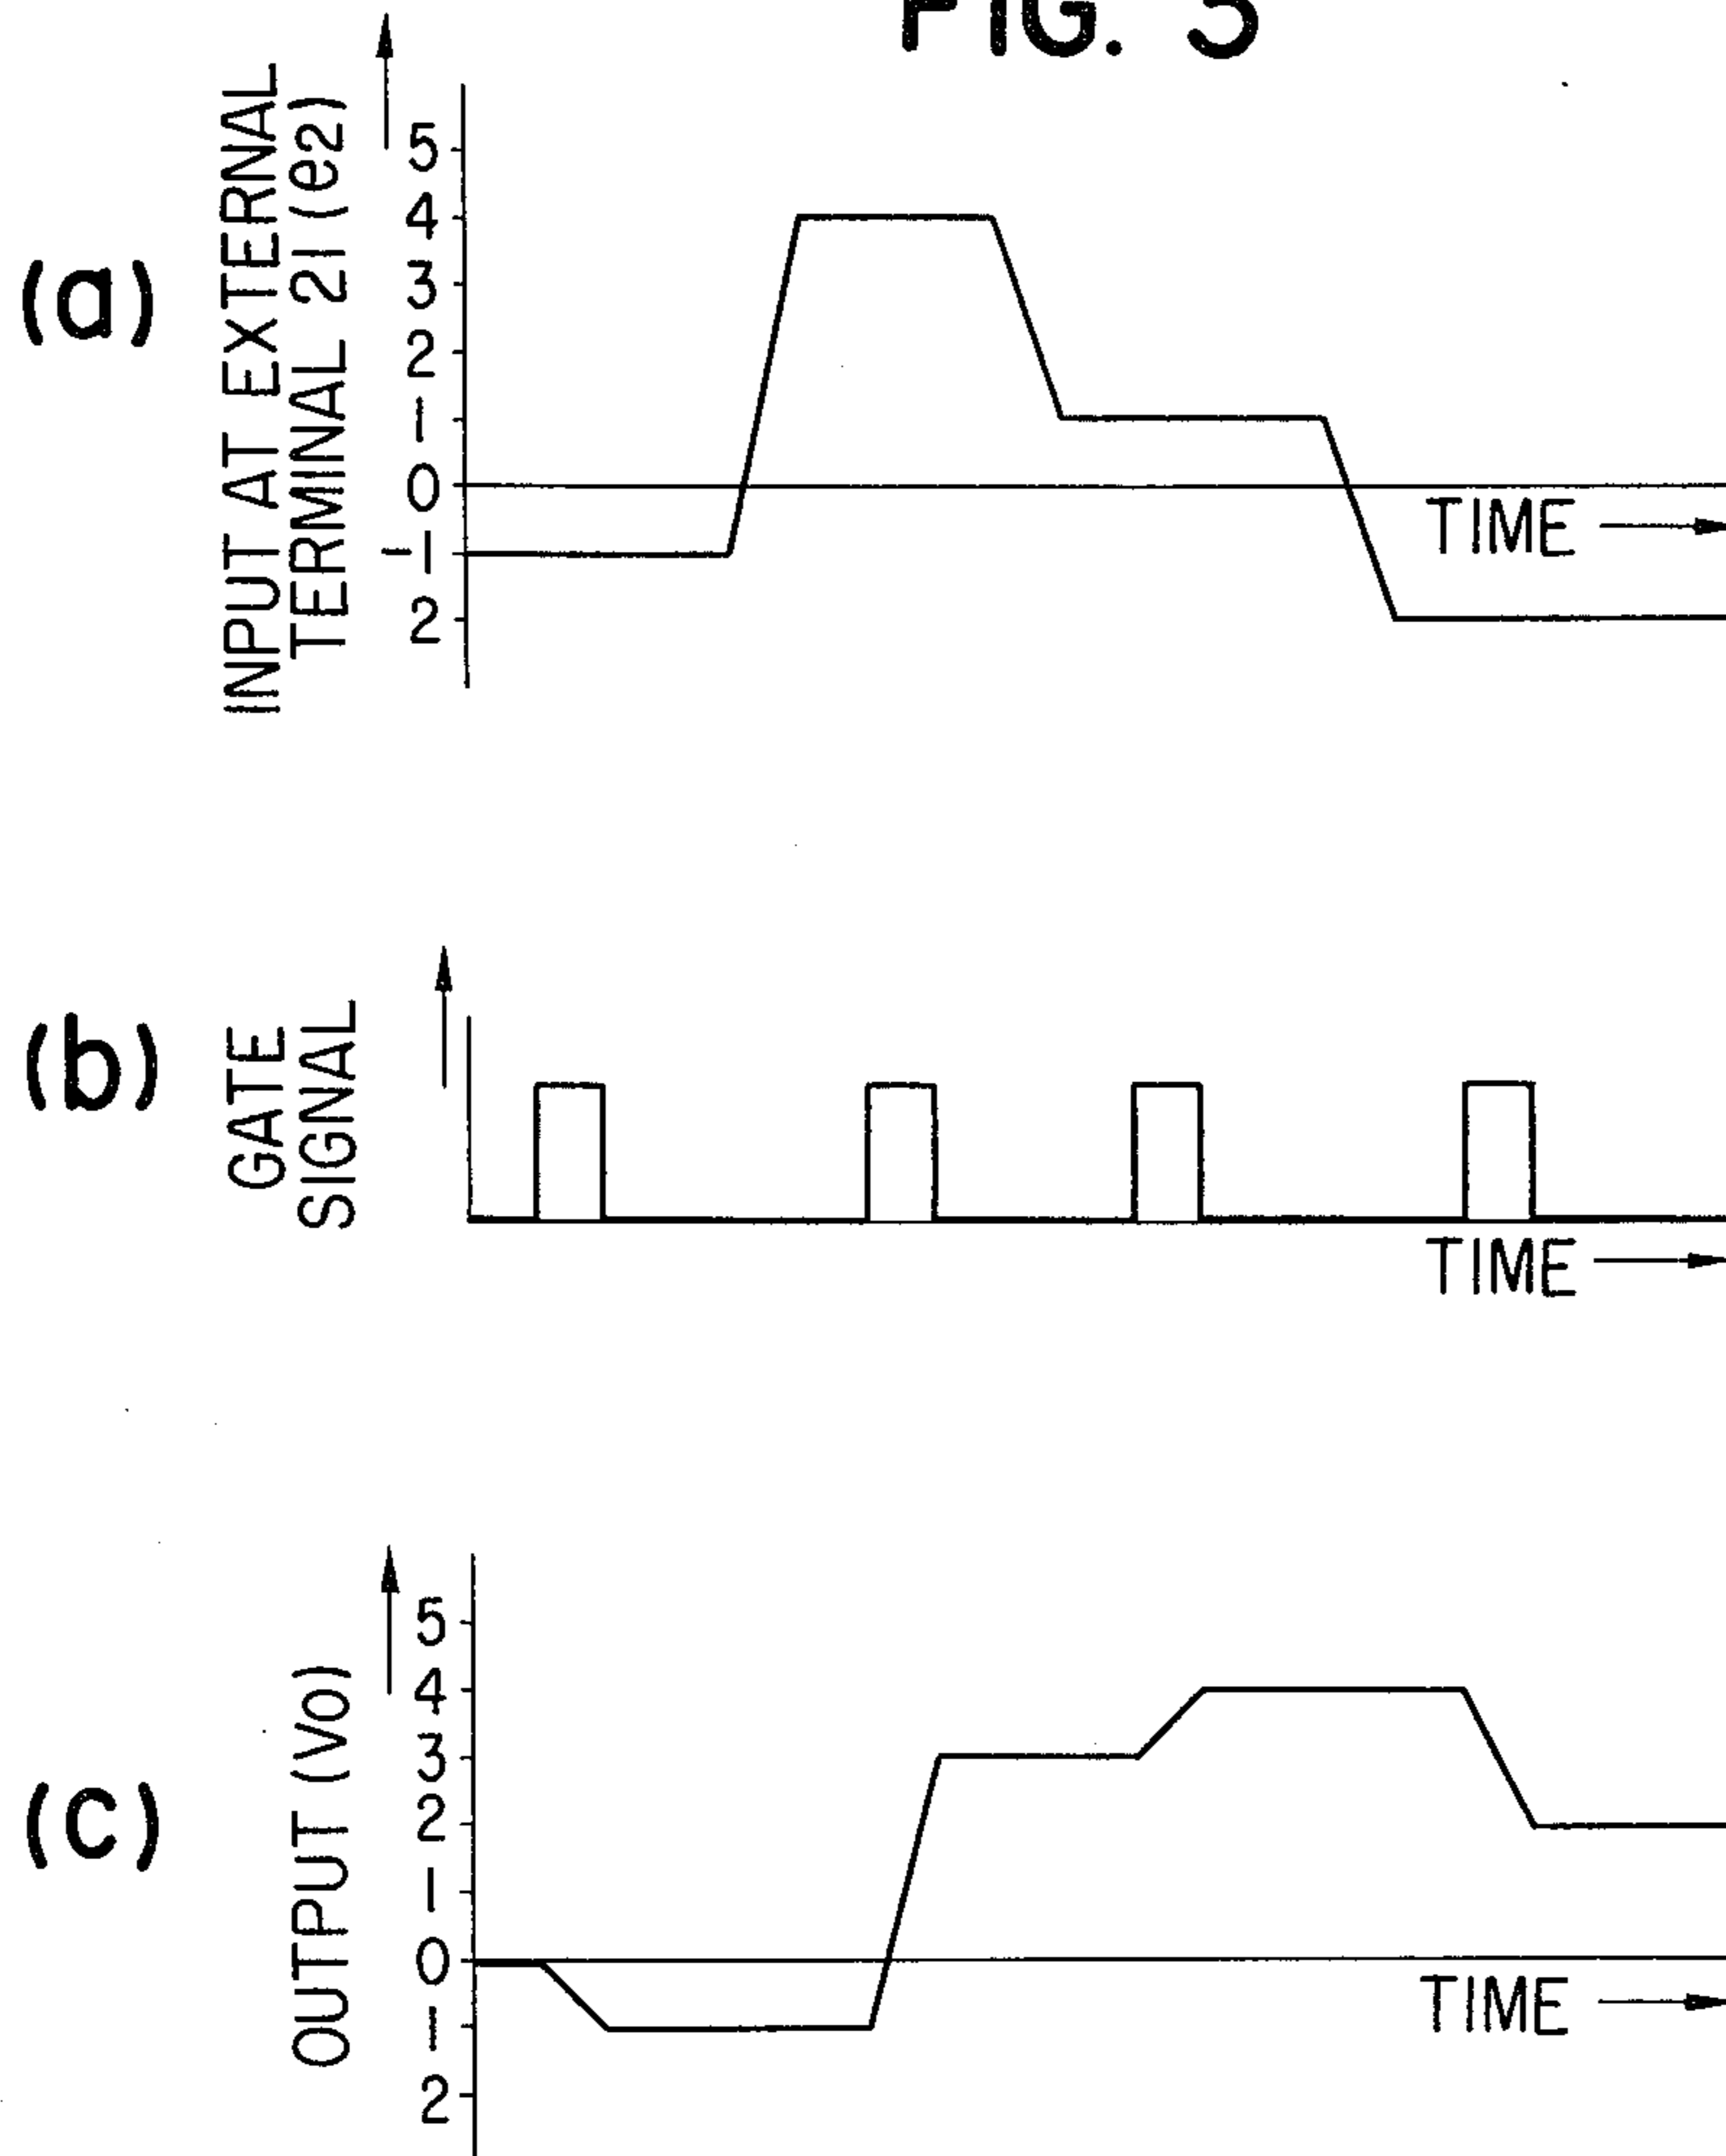 FIG. 5
(a)
INPUT AT EXTERNAL
TERMINAL 21 (e2)
5
4
3
2
1
0
-1
2
TIME
(b)
GATE
SIGNAL
TIME
(c)
OUTPUT (Vo)
5
4
3
2
1
0
1
2
TIME